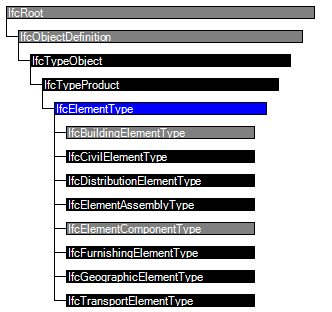 IfcRoot
IfcObjectDefinition
IfcTypeObject
IfcTypeProduct
IfcElementType
IfcBuildingElementType
IfcCivilElementType
IfcDistributionElementType
IfcElementAssemblyType
IfcElementComponentType
IfcFurnishingElementType
IfcGeographicElementType
IfcTransportElementType